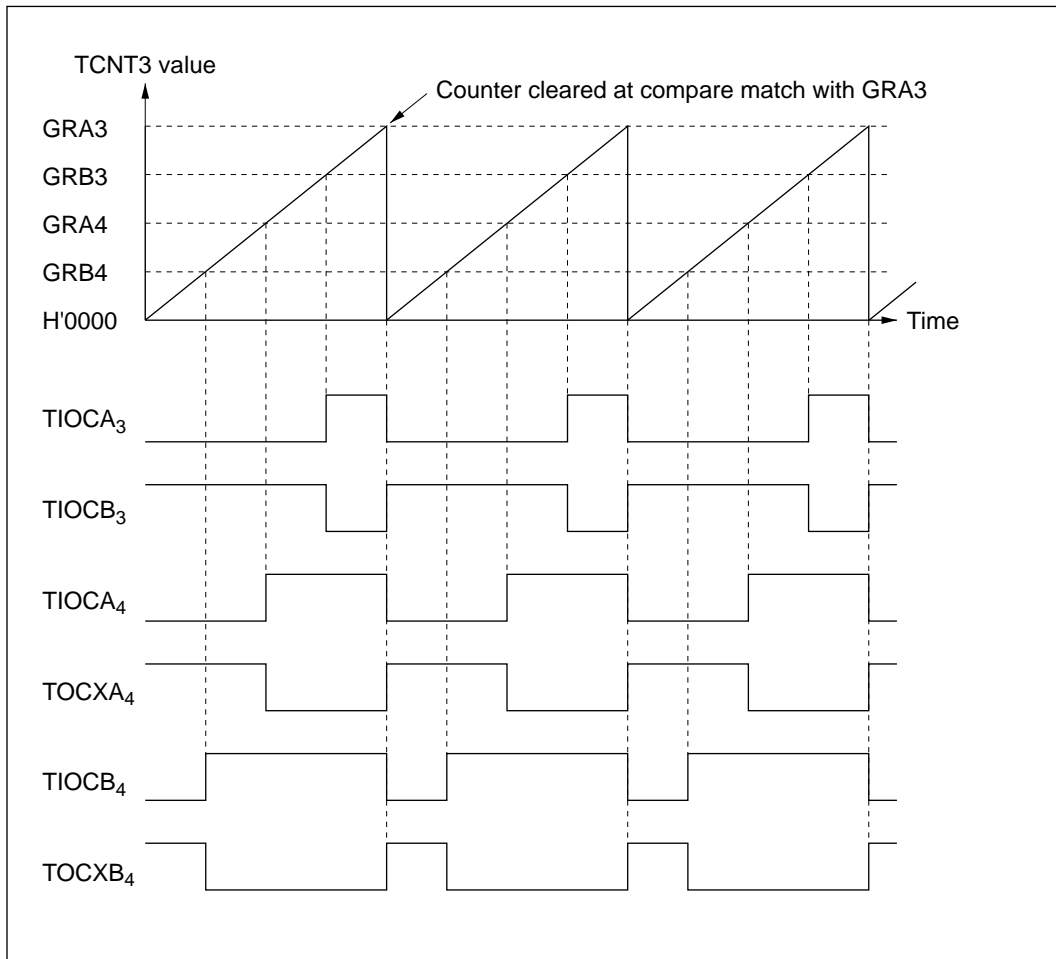 TCNT3 value
Counter cleared at compare match with GRA3
GRA3
GRB3
GRA4
GRB4
H'0000
Time
TIOCA3
TIOCB3
TIOCA4
TOCXA4
TIOCB4
TOCXB4